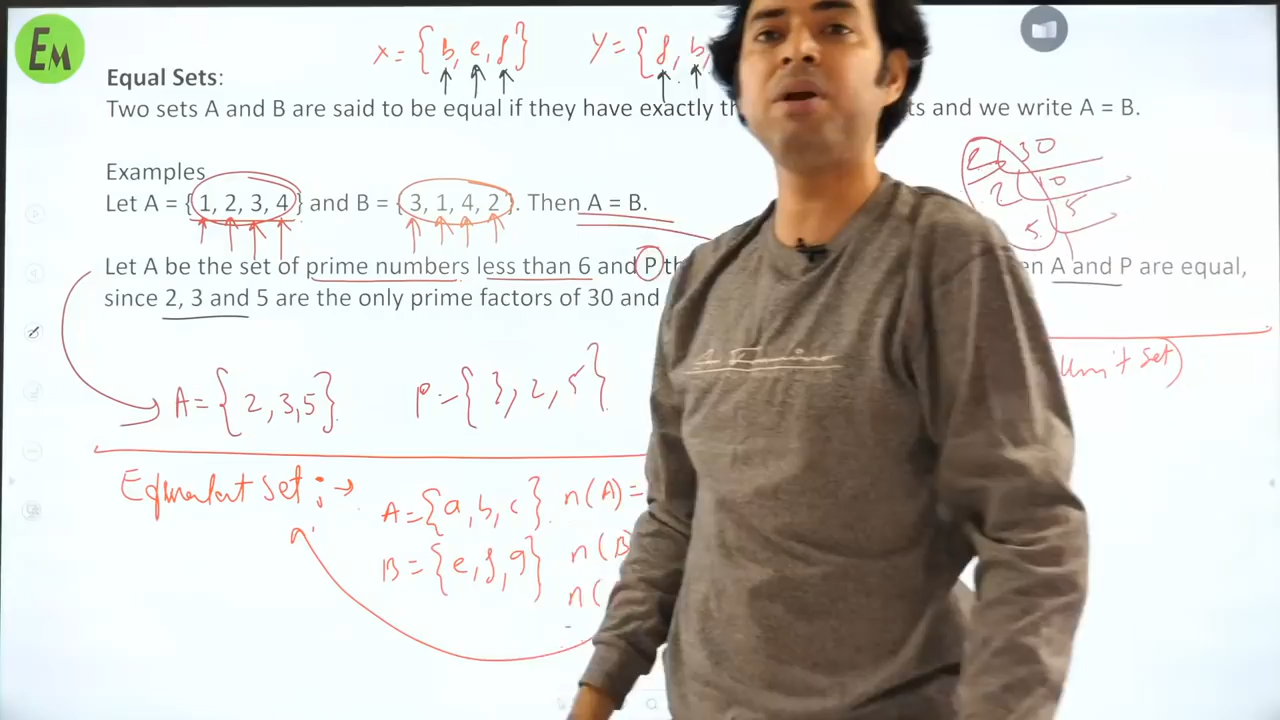 Em
x = {b, e, f} y = {f, b,
Equal Sets:
Two sets A and B are said to be equal if they have exactly th ts and we write A = B.
Examples
Let A = {1, 2, 3, 4} and B = {3, 1, 4, 2}. Then A = B.
2 30
2 10
5 5
Let A be the set of prime numbers less than 6 and P th en A and P are equal,
since 2, 3 and 5 are the only prime factors of 30 and
Unit Set)
A = {2, 3, 5} P = {3, 2, 5}
Equivalent Set : → A = {a, b, c} n(A) =
B = {e, f, g} n(B
n(